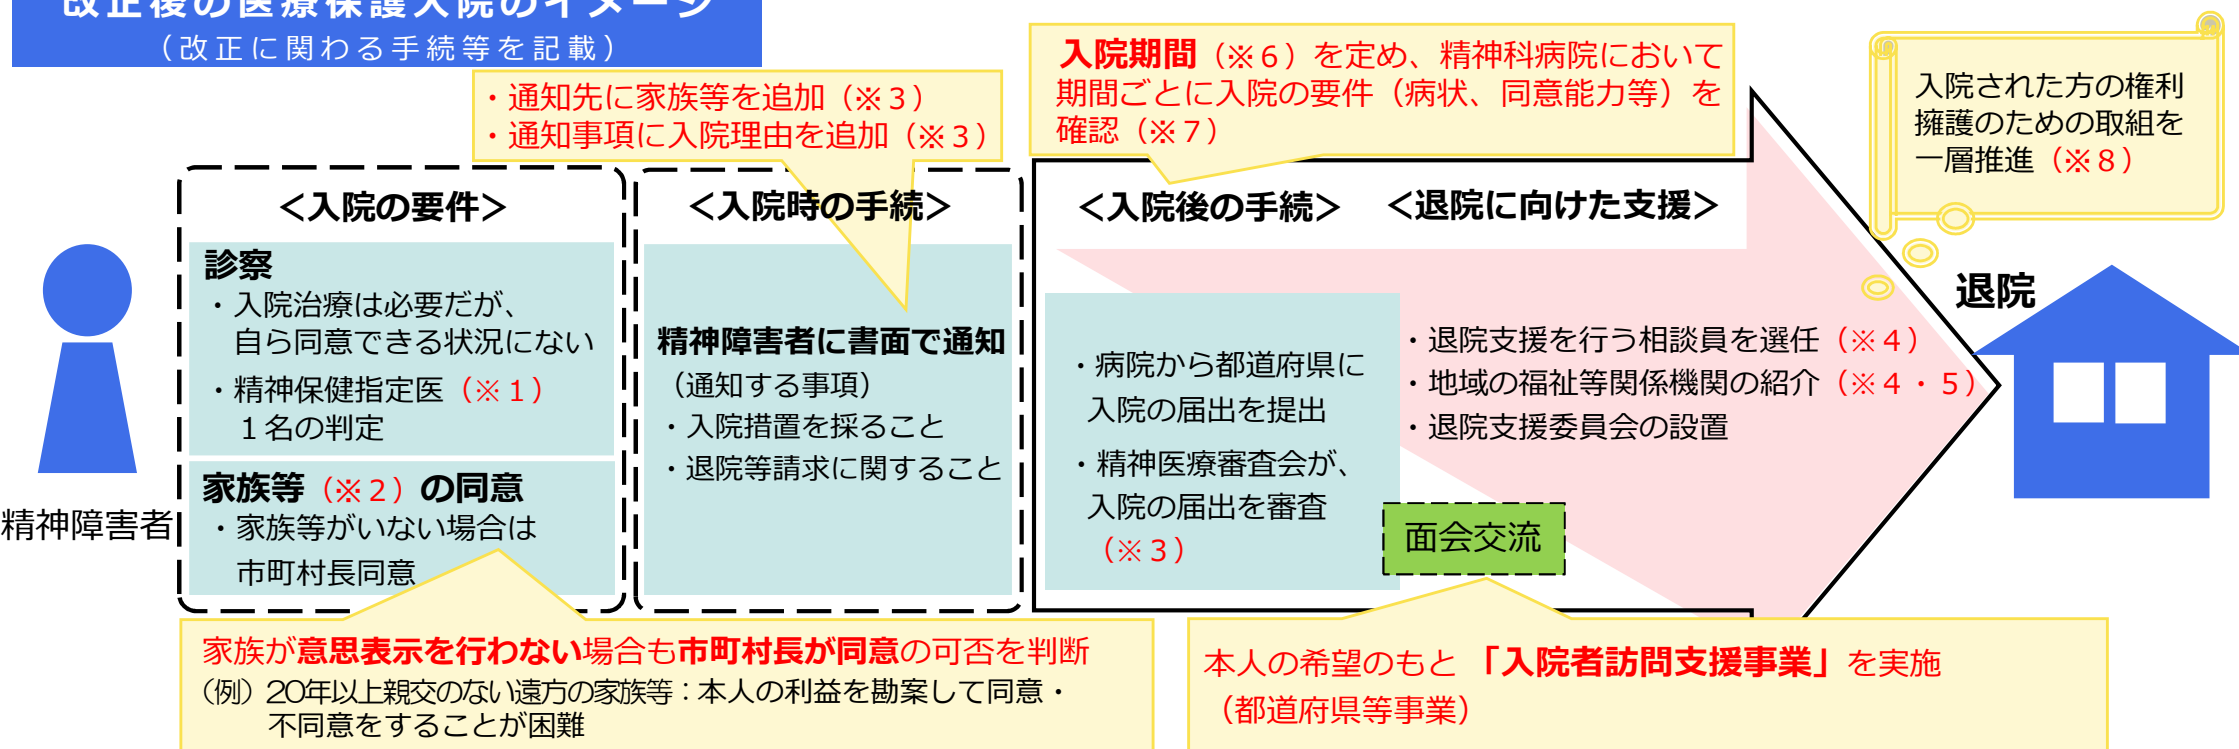 改正後の医療保護入院のイメージ
（改正に関わる手続等を記載）
・通知先に家族等を追加（※３）
・通知事項に入院理由を追加（※３）
入院期間（※６）を定め、精神科病院において
期間ごとに入院の要件（病状、同意能力等）を
確認（※７）
入院された方の権利
擁護のための取組を
一層推進（※８）
＜入院の要件＞
診察
・入院治療は必要だが、
自ら同意できる状況にない
・精神保健指定医（※１）
１名の判定
家族等（※２）の同意
・家族等がいない場合は
市町村長同意
精神障害者
＜入院時の手続＞
精神障害者に書面で通知
（通知する事項）
・入院措置を採ること
・退院等請求に関すること
＜入院後の手続＞
・病院から都道府県に
入院の届出を提出
・精神医療審査会が、
入院の届出を審査
（※３）
＜退院に向けた支援＞
・退院支援を行う相談員を選任（※４）
・地域の福祉等関係機関の紹介（※４・５）
・退院支援委員会の設置
面会交流
退院
家族が意思表示を行わない場合も市町村長が同意の可否を判断
（例）20年以上親交のない遠方の家族等：本人の利益を勘案して同意・
不同意をすることが困難
本人の希望のもと「入院者訪問支援事業」を実施
（都道府県等事業）